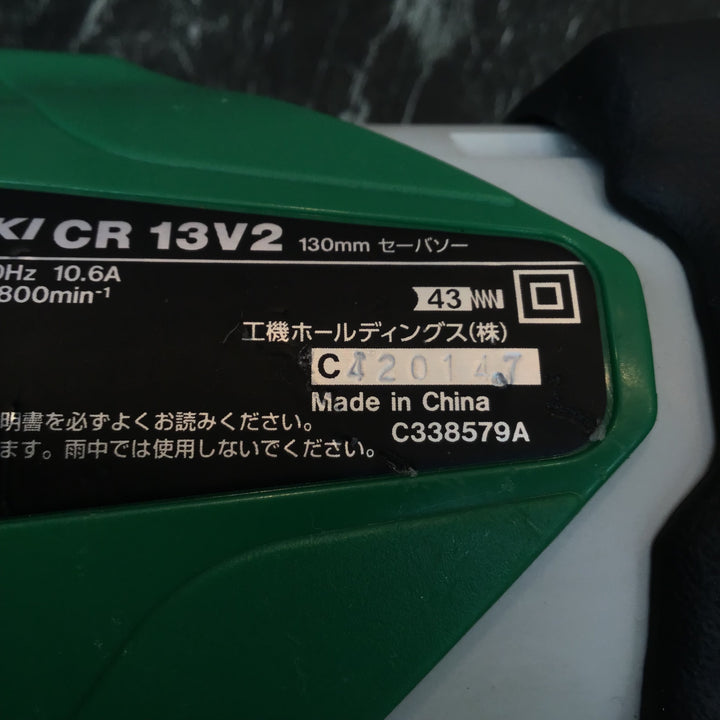 KI CR 13V2 130mm セーバソー
0Hz 10.6A
800min⁻¹
43
工機ホールディングス(株)
C420147
Made in China
明書を必ずよくお読みください。
C338579A
ます。雨中では使用しないでください。